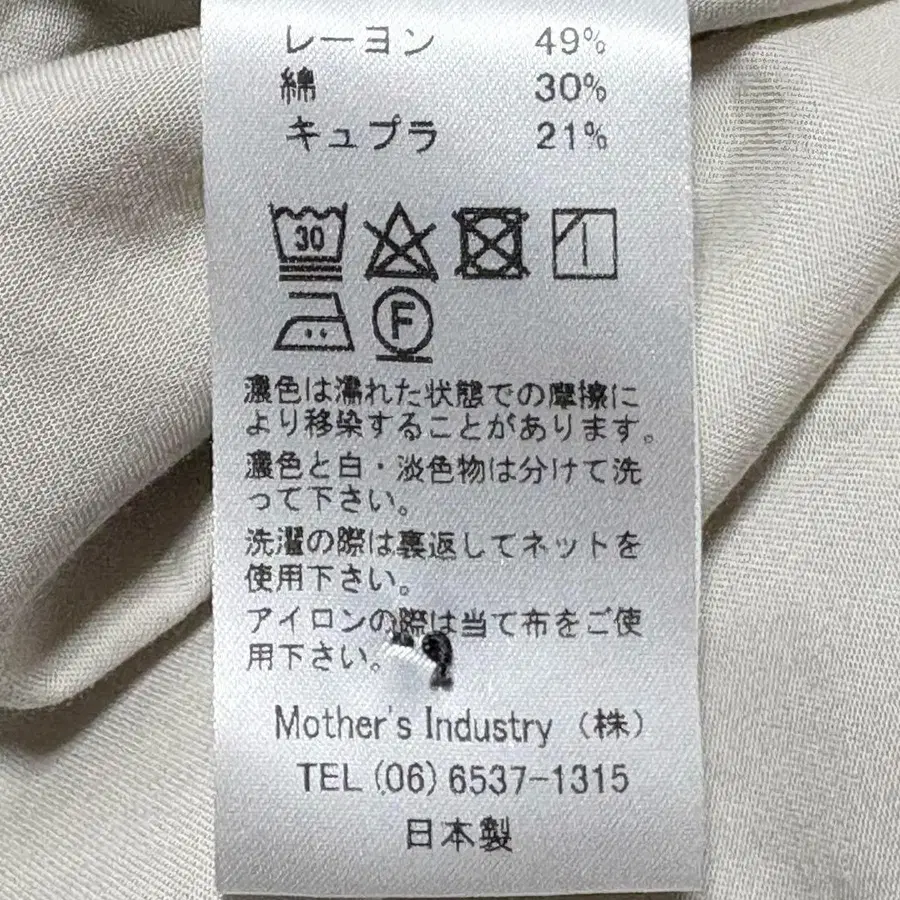 レーヨン 49%
綿 30%
キュプラ 21%
30
F
濃色は濡れた状態での摩擦に
より移染することがあります。
濃色と白・淡色物は分けて洗
って下さい。
洗濯の際は裏返してネットを
使用下さい。
アイロンの際は当て布をご使
用下さい。
Mother's Industry (株)
TEL (06) 6537-1315
日本製